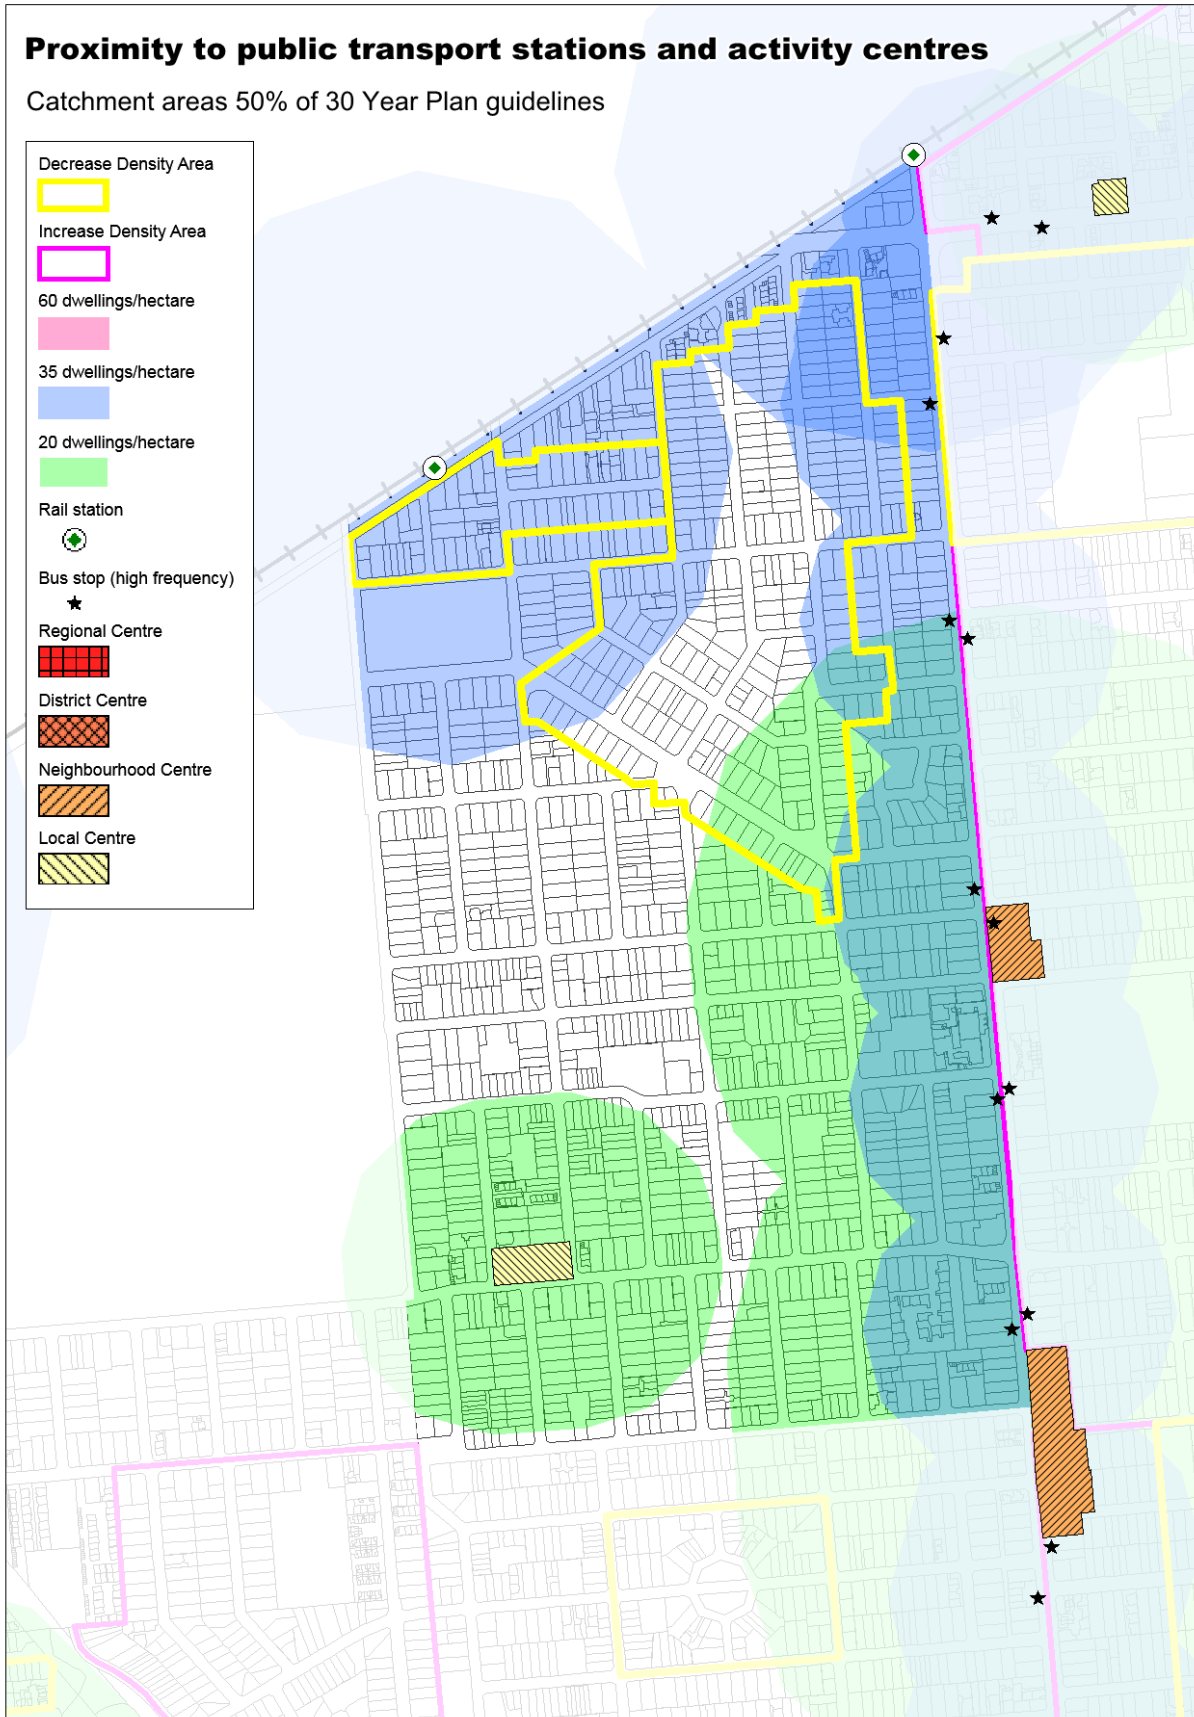 Proximity to public transport stations and activity centres
Catchment areas 50% of 30 Year Plan guidelines
Decrease Density Area
Increase Density Area
60 dwellings/hectare
35 dwellings/hectare
20 dwellings/hectare
Rail station
Bus stop (high frequency)
Regional Centre
District Centre
Neighbourhood Centre
Local Centre